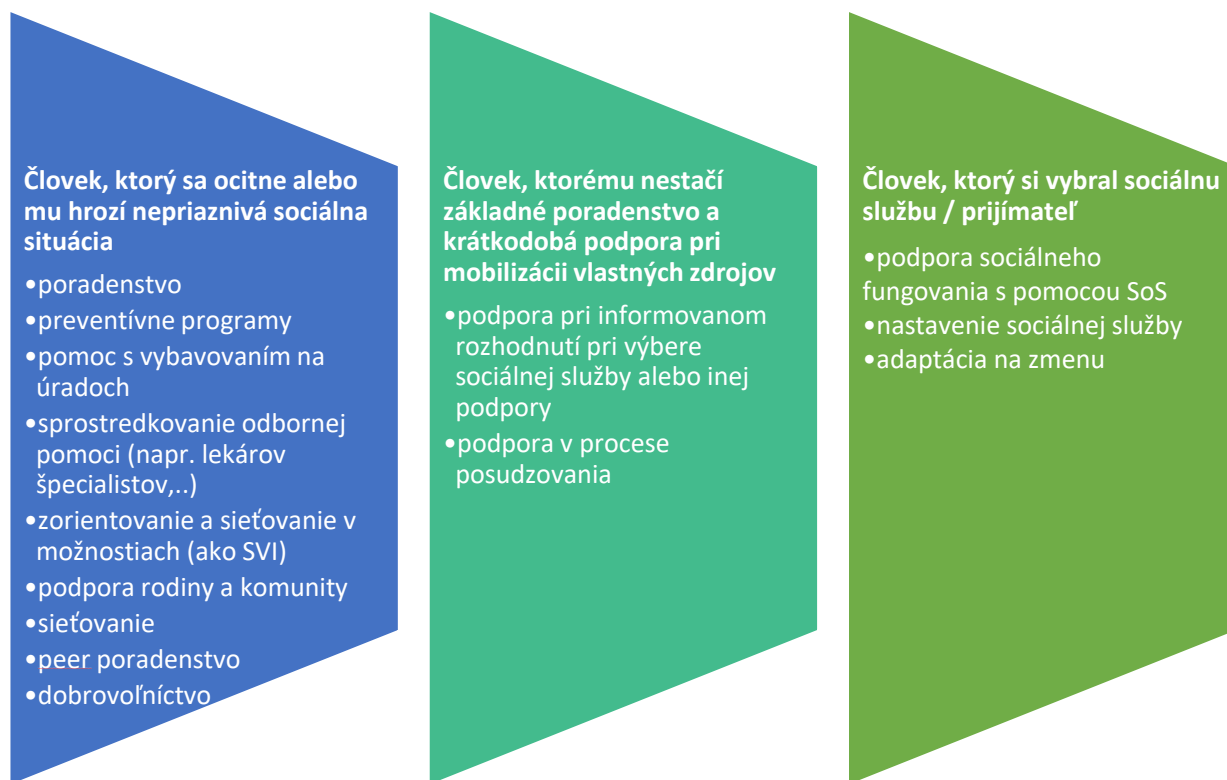 Človek, ktorý sa ocitne alebo
mu hrozí nepriaznivá sociálna
situácia
•poradenstvo
•preventívne programy
•pomoc s vybavovaním na
úradoch
•sprostredkovanie odbornej
pomoci (napr. lekárov
špecialistov,..)
•zorientovanie a sieťovanie v
možnostiach (ako SVI)
•podpora rodiny a komunity
•sieťovanie
•peer poradenstvo
•dobrovoľníctvo
Človek, ktorému nestačí
základné poradenstvo a
krátkodobá podpora pri
mobilizácii vlastných zdrojov
•podpora pri informovanom
rozhodnutí pri výbere
sociálnej služby alebo inej
podpory
•podpora v procese
posudzovania
Človek, ktorý si vybral sociálnu
službu / prijímateľ
•podpora sociálneho
fungovania s pomocou SoS
•nastavenie sociálnej služby
•adaptácia na zmenu